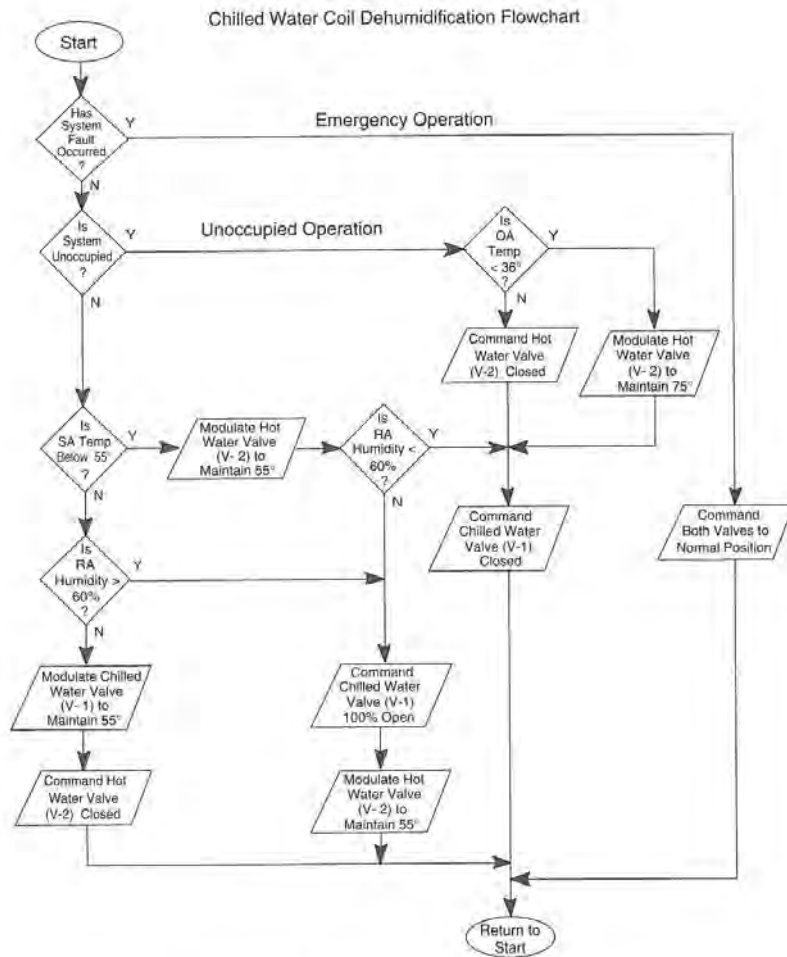 Chilled Water Coil Dehumidification Flowchart
Start
Has
System
Fault
Occurred
?
Y
N
Emergency Operation
Is
System
Unoccupied
?
Y
N
Unoccupied Operation
Is
OA
Temp
< 36°
?
Y
N
Command Hot
Water Valve
(V-2) Closed
Modulate Hot
Water Valve
(V- 2) to
Maintain 75°
Is
SA Temp
Below 55°
?
Y
N
Modulate Hot
Water Valve
(V- 2) to
Maintain 55°
Is
RA
Humidity <
60%
?
Y
N
Command
Chilled Water
Valve (V-1)
Closed
Command
Both Valves to
Normal Position
Is
RA
Humidity >
60%
?
Y
N
Modulate Chilled
Water Valve
(V- 1) to
Maintain 55°
Command
Chilled Water
Valve (V-1)
100% Open
Command Hot
Water Valve
(V-2) Closed
Modulate Hot
Water Valve
(V- 2) to
Maintain 55°
Return to
Start